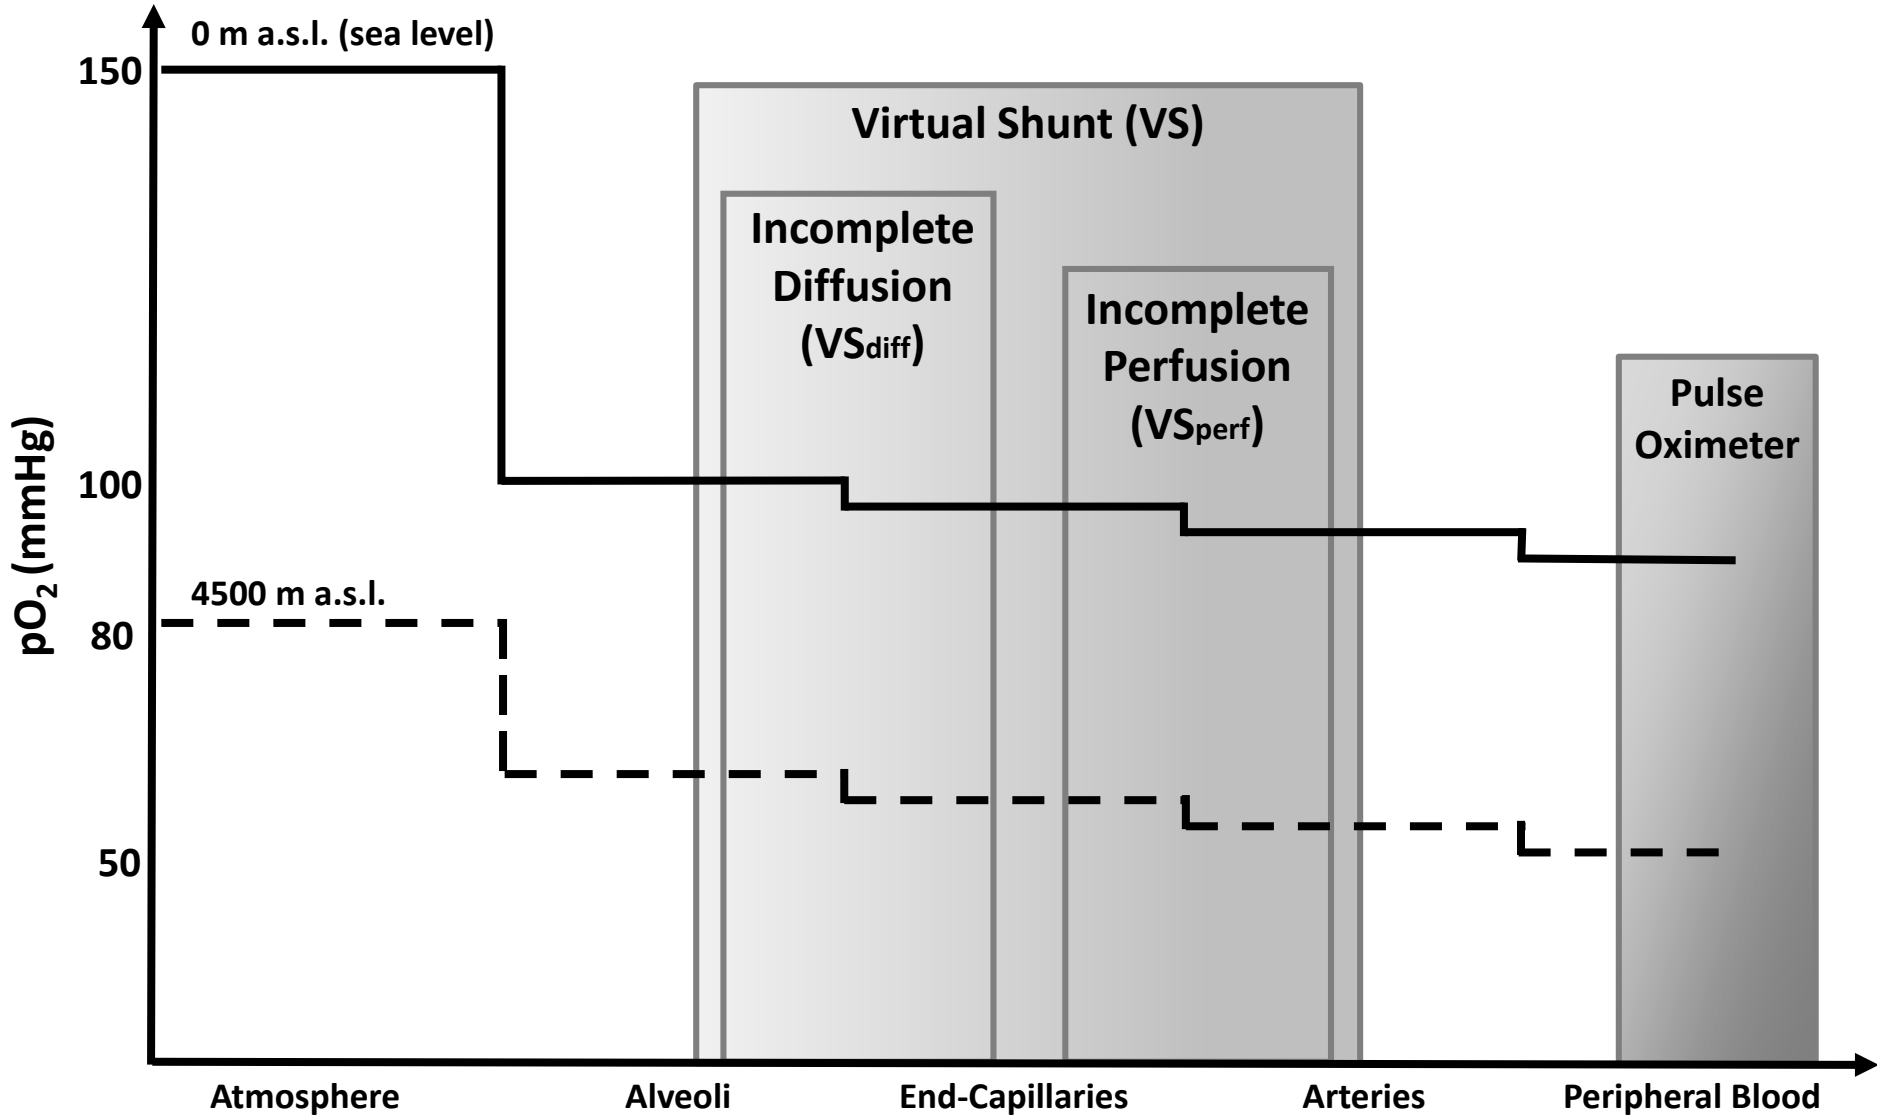 0 m a.s.l. (sea level)
150
Virtual Shunt (VS)
Incomplete
Diffusion
(VSdiff)
Incomplete
Perfusion
(VSperf)
Pulse
Oximeter
100
4500 m a.s.l.
80
50
pO₂ (mmHg)
Atmosphere
Alveoli
End-Capillaries
Arteries
Peripheral Blood